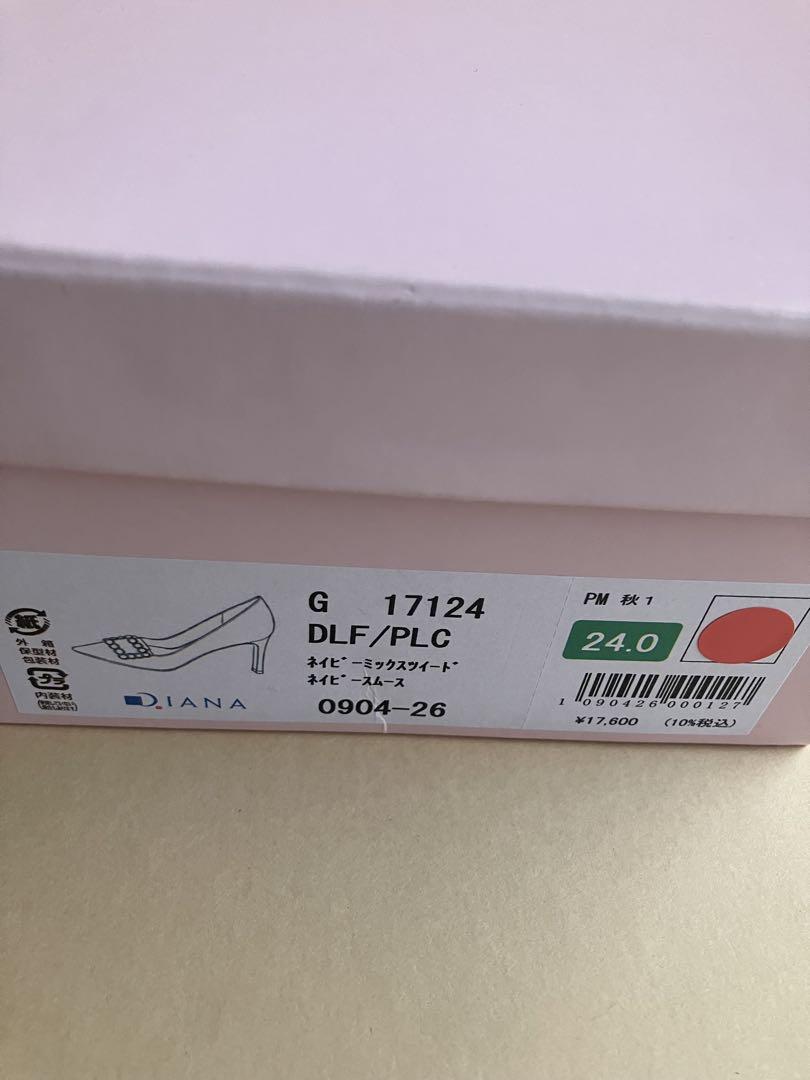 紙
外 箱
保型材
包装材
プラ
内装材
DIANA
G 17124
DLF/PLC
ネイビーミックスツイード
ネイビースムース
0904-26
PM 秋1
24.0
1 090426 000127
¥17,600 (10%税込)